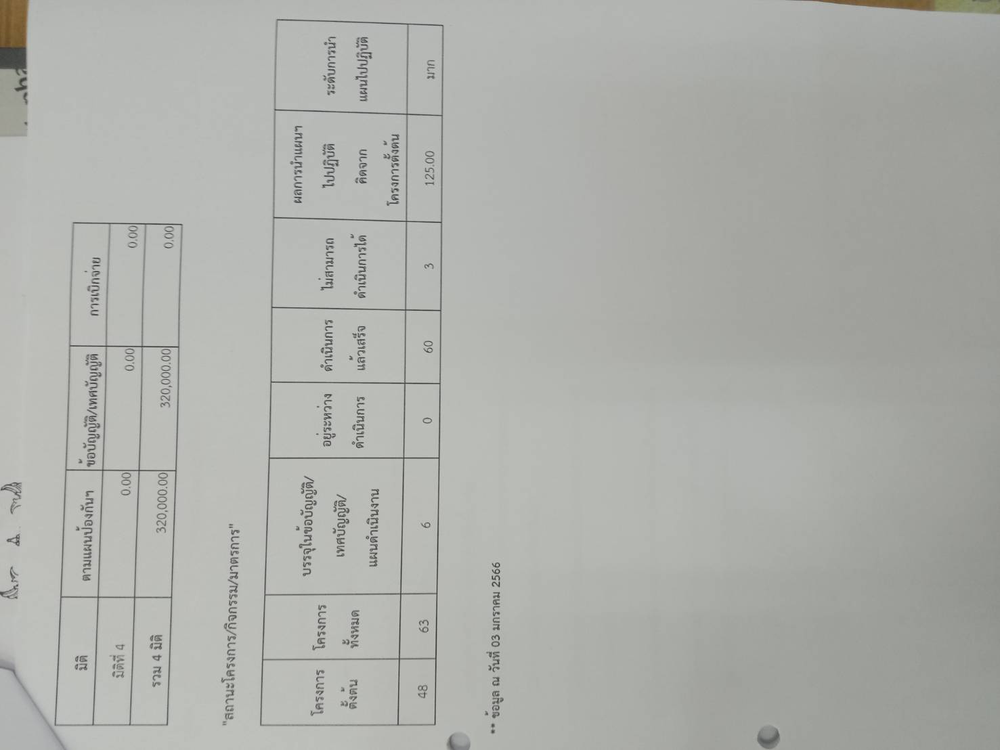 มิติ ตามแผนป้องกันฯ ข้อบัญญัติ/เทศบัญญัติ การเบิกจ่าย
มิติที่ 4 0.00 0.00 0.00
รวม 4 มิติ 320,000.00 320,000.00 0.00
"สถานะโครงการ/กิจกรรม/มาตรการ"
โครงการ
ตั้งต้น
โครงการ
ทั้งหมด
บรรจุในข้อบัญญัติ/
เทศบัญญัติ/
แผนดำเนินงาน
อยู่ระหว่าง
ดำเนินการ
ดำเนินการ
แล้วเสร็จ
ไม่สามารถ
ดำเนินการได้
ผลการนำแผนฯ
ไปปฏิบัติ
คิดจาก
โครงการตั้งต้น
ระดับการนำ
แผนไปปฏิบัติ
48 63 6 0 60 3 125.00 มาก
** ข้อมูล ณ วันที่ 03 มกราคม 2566